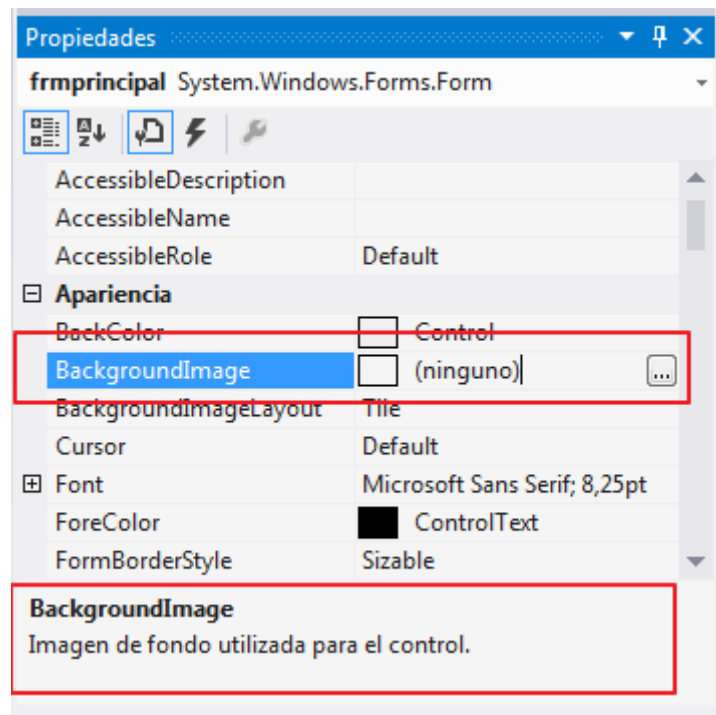 Propiedades
frmprincipal System.Windows.Forms.Form
AccessibleDescription
AccessibleName
AccessibleRole Default
Apariencia
BackColor Control
BackgroundImage (ninguno) ...
BackgroundImageLayout Tile
Cursor Default
Font Microsoft Sans Serif; 8,25pt
ForeColor ControlText
FormBorderStyle Sizable
BackgroundImage
Imagen de fondo utilizada para el control.